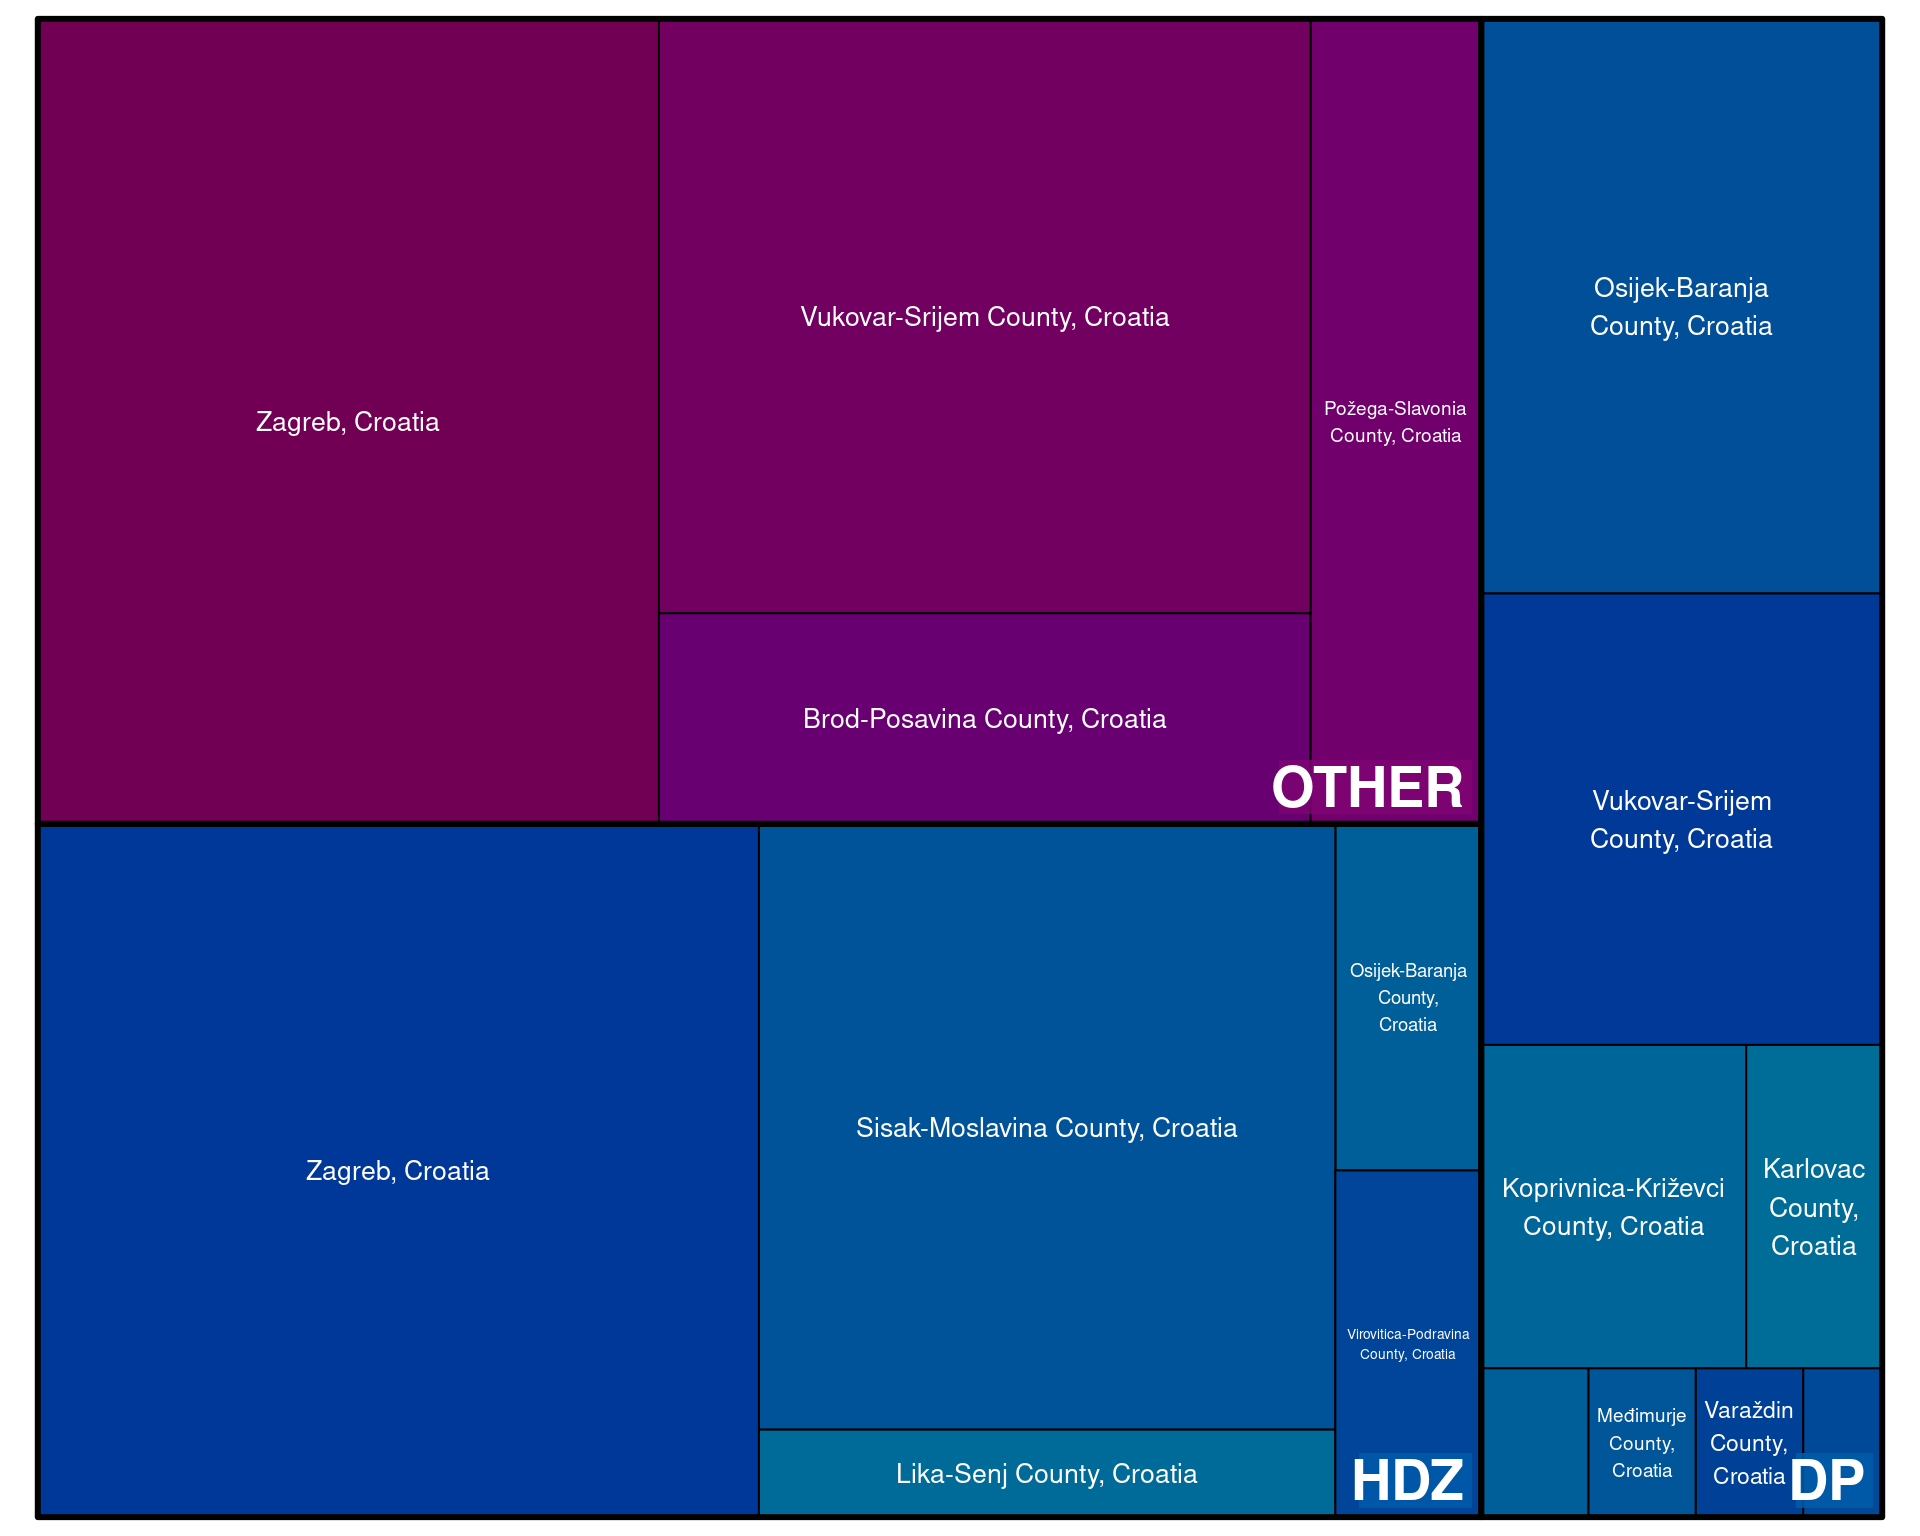 Zagreb, Croatia
Vukovar-Srijem County, Croatia
Brod-Posavina County, Croatia
Požega-Slavonia
County, Croatia
OTHER
Zagreb, Croatia
Sisak-Moslavina County, Croatia
Lika-Senj County, Croatia
Osijek-Baranja
County,
Croatia
Virovitica-Podravina
County, Croatia
HDZ
Osijek-Baranja
County, Croatia
Vukovar-Srijem
County, Croatia
Koprivnica-Križevci
County, Croatia
Karlovac
County,
Croatia
Međimurje
County,
Croatia
Varaždin
County,
Croatia
DP